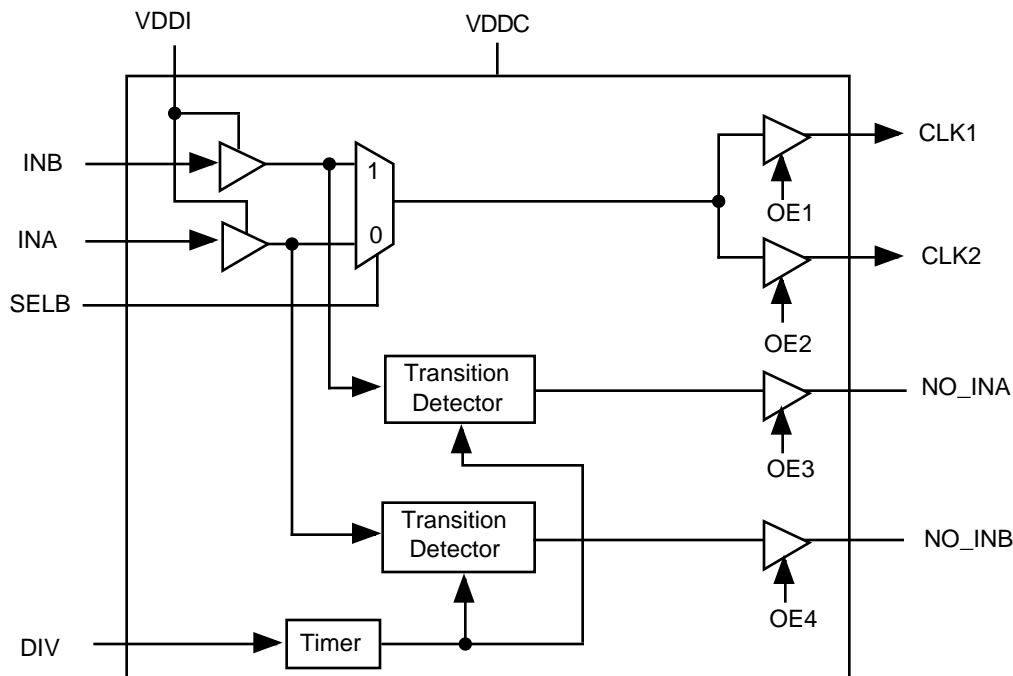 VDDI
VDDC
INB
1
CLK1
OE1
INA
0
CLK2
SELB
OE2
Transition
Detector
NO_INA
OE3
Transition
Detector
NO_INB
OE4
DIV
Timer